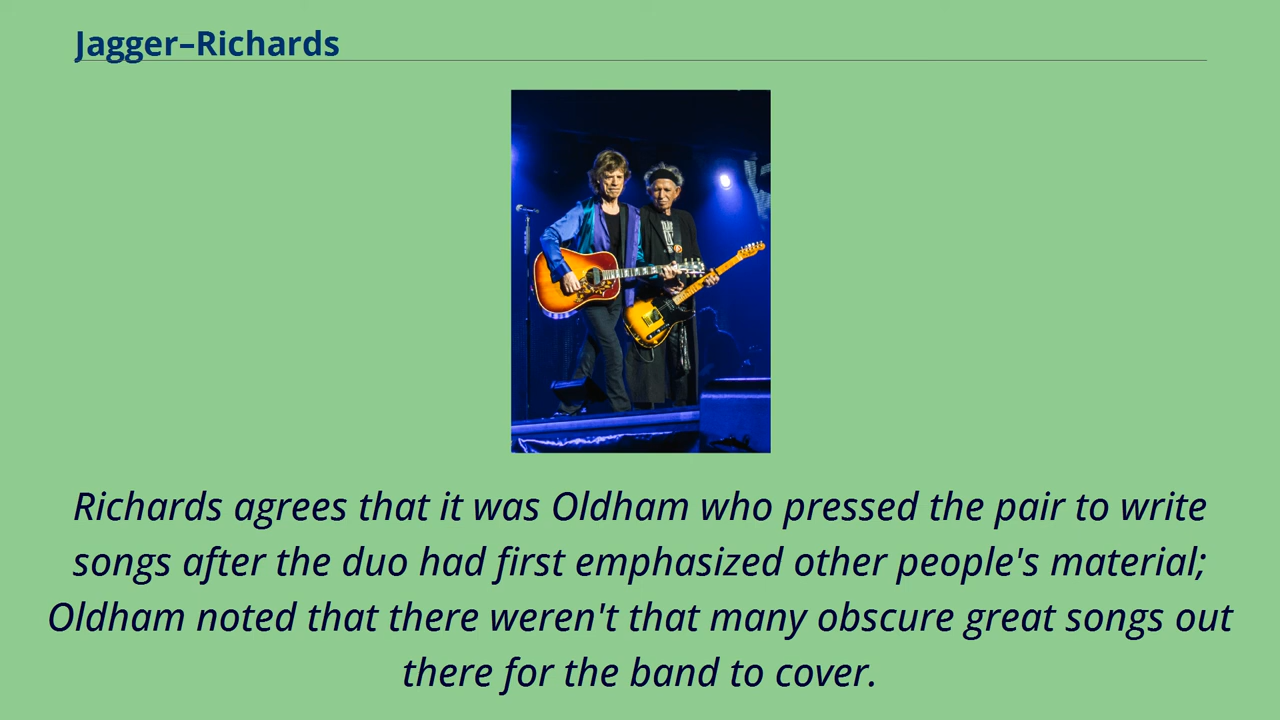 Jagger–Richards
Richards agrees that it was Oldham who pressed the pair to write
songs after the duo had first emphasized other people's material;
Oldham noted that there weren't that many obscure great songs out
there for the band to cover.